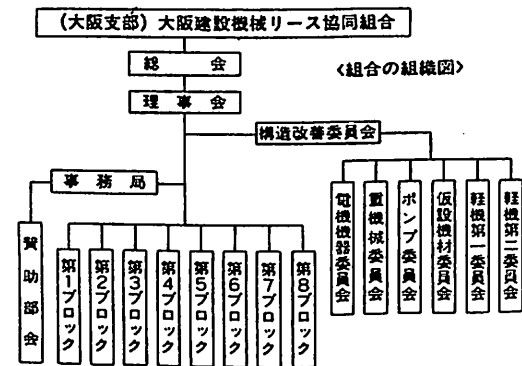 (大阪支部)大阪建設機械リース協同組合
総会
〈組合の組織図〉
理事会
構造改善委員会
事務局
電機機器委員会
重機械委員会
ポンプ委員会
仮設機材委員会
軽機第一委員会
軽機第二委員会
賛助部会
第1ブロック
第2ブロック
第3ブロック
第4ブロック
第5ブロック
第6ブロック
第7ブロック
第8ブロック